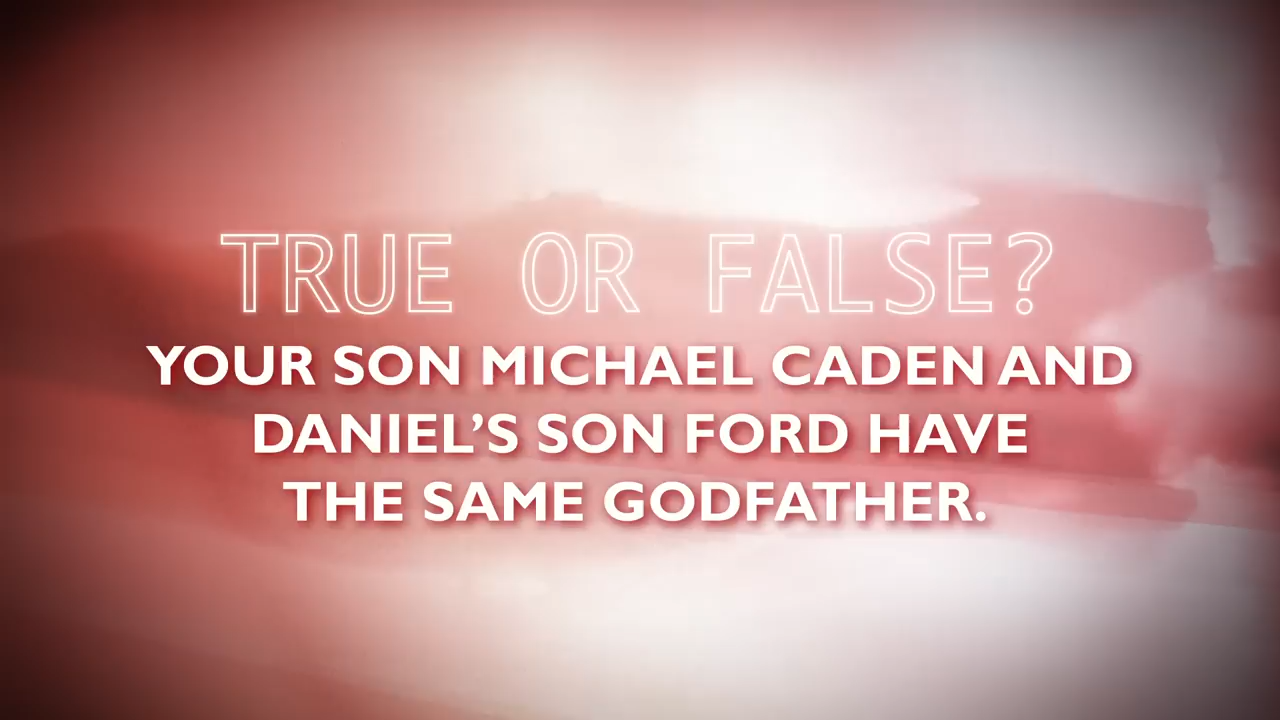 TRUE OR FALSE?
YOUR SON MICHAEL CADEN AND
DANIEL’S SON FORD HAVE
THE SAME GODFATHER.